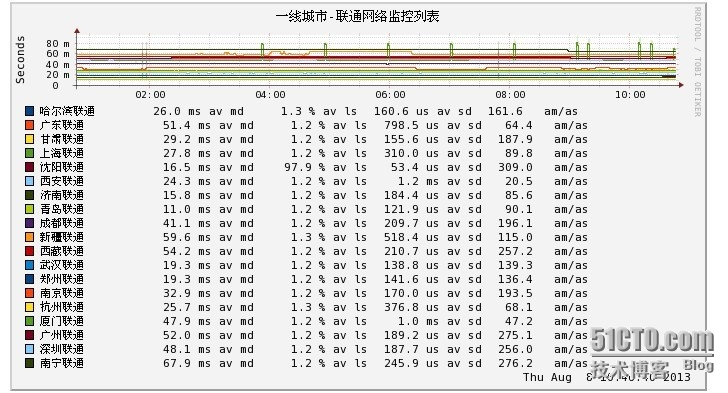 一线城市-联通网络监控列表
RRDTOOL / TOBI OETIKER
Seconds
80 m
60 m
40 m
20 m
0
02:00 04:00 06:00 08:00 10:00
哈尔滨联通 26.0 ms av md 1.3 % av ls 160.6 us av sd 161.6 am/as
广东联通 51.4 ms av md 1.2 % av ls 798.5 us av sd 64.4 am/as
甘肃联通 29.2 ms av md 1.2 % av ls 155.6 us av sd 187.9 am/as
上海联通 27.8 ms av md 1.2 % av ls 310.0 us av sd 89.8 am/as
沈阳联通 16.5 ms av md 97.9 % av ls 53.4 us av sd 309.0 am/as
西安联通 24.3 ms av md 1.2 % av ls 1.2 ms av sd 20.5 am/as
济南联通 15.8 ms av md 1.2 % av ls 184.4 us av sd 85.6 am/as
青岛联通 11.0 ms av md 1.2 % av ls 121.9 us av sd 90.1 am/as
成都联通 41.1 ms av md 1.2 % av ls 209.7 us av sd 196.1 am/as
新疆联通 59.6 ms av md 1.3 % av ls 518.4 us av sd 115.0 am/as
西藏联通 54.2 ms av md 1.2 % av ls 210.7 us av sd 257.2 am/as
武汉联通 19.3 ms av md 1.2 % av ls 138.8 us av sd 139.3 am/as
郑州联通 19.3 ms av md 1.2 % av ls 141.6 us av sd 136.4 am/as
南京联通 32.9 ms av md 1.2 % av ls 170.0 us av sd 193.5 am/as
杭州联通 25.7 ms av md 1.3 % av ls 376.8 us av sd 68.1 am/as
厦门联通 47.9 ms av md 1.2 % av ls 1.0 ms av sd 47.2 am/as
广州联通 52.0 ms av md 1.2 % av ls 189.2 us av sd 275.1 am/as
深圳联通 48.1 ms av md 1.2 % av ls 187.7 us av sd 256.0 am/as
南宁联通 67.9 ms av md 1.2 % av ls 245.9 us av sd 276.2 am/as
Thu Aug 8 2013
51CTO.com
技术博客 Blog